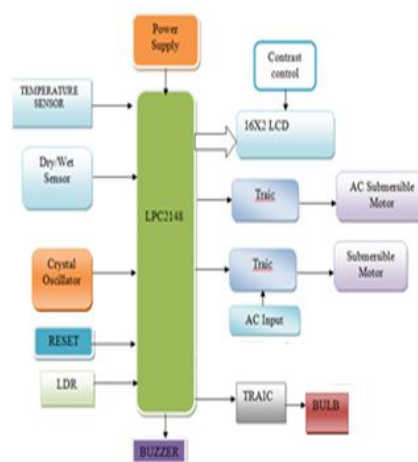 Power
Supply
Contrast
control
TEMPERATURE
SENSOR
16X2 LCD
Dry/Wet
Sensor
LPC2148
Traic
AC Submersible
Motor
Crystal
Oscillator
Traic
Submersible
Motor
AC Input
RESET
LDR
TRAIC
BULB
BUZZER